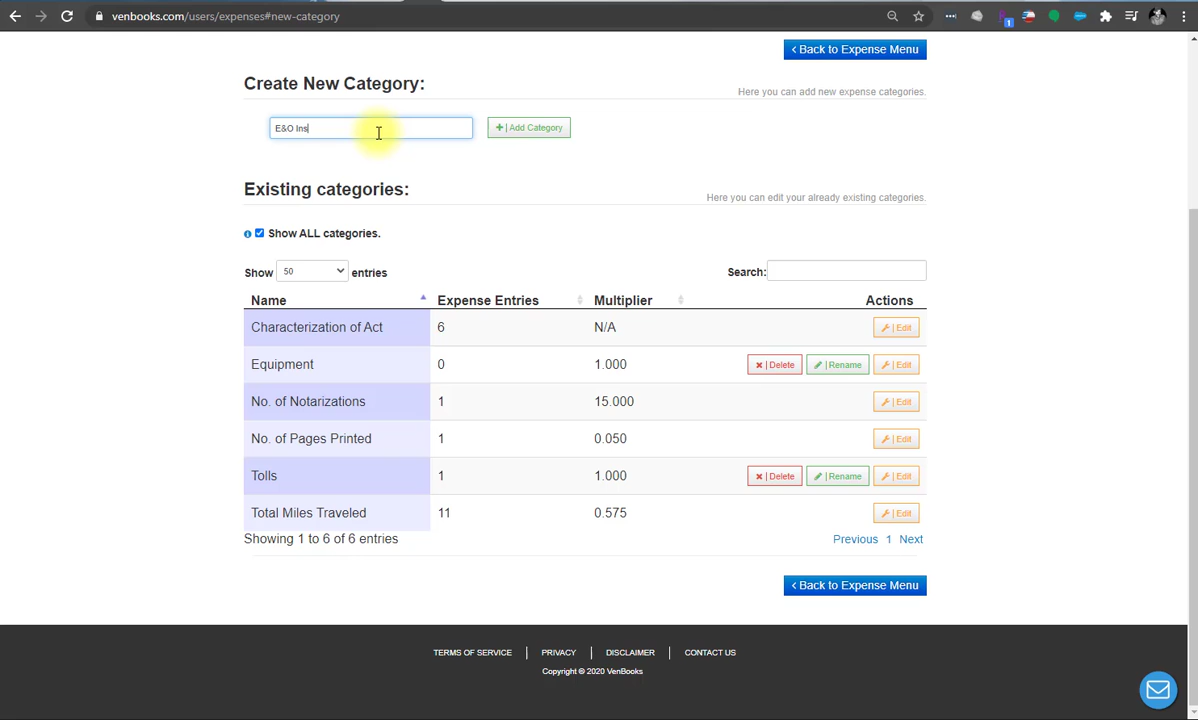 venbooks.com/users/expenses#new-category
1
< Back to Expense Menu
Create New Category:
Here you can add new expense categories.
E&O Ins
+ | Add Category
Existing categories:
Here you can edit your already existing categories.
Show ALL categories.
Show 50 entries
Search:
Name Expense Entries Multiplier Actions
Characterization of Act 6 N/A | Edit
Equipment 0 1.000 | Delete | Rename | Edit
No. of Notarizations 1 15.000 | Edit
No. of Pages Printed 1 0.050 | Edit
Tolls 1 1.000 | Delete | Rename | Edit
Total Miles Traveled 11 0.575 | Edit
Showing 1 to 6 of 6 entries
Previous 1 Next
< Back to Expense Menu
TERMS OF SERVICE | PRIVACY | DISCLAIMER | CONTACT US
Copyright © 2020 VenBooks